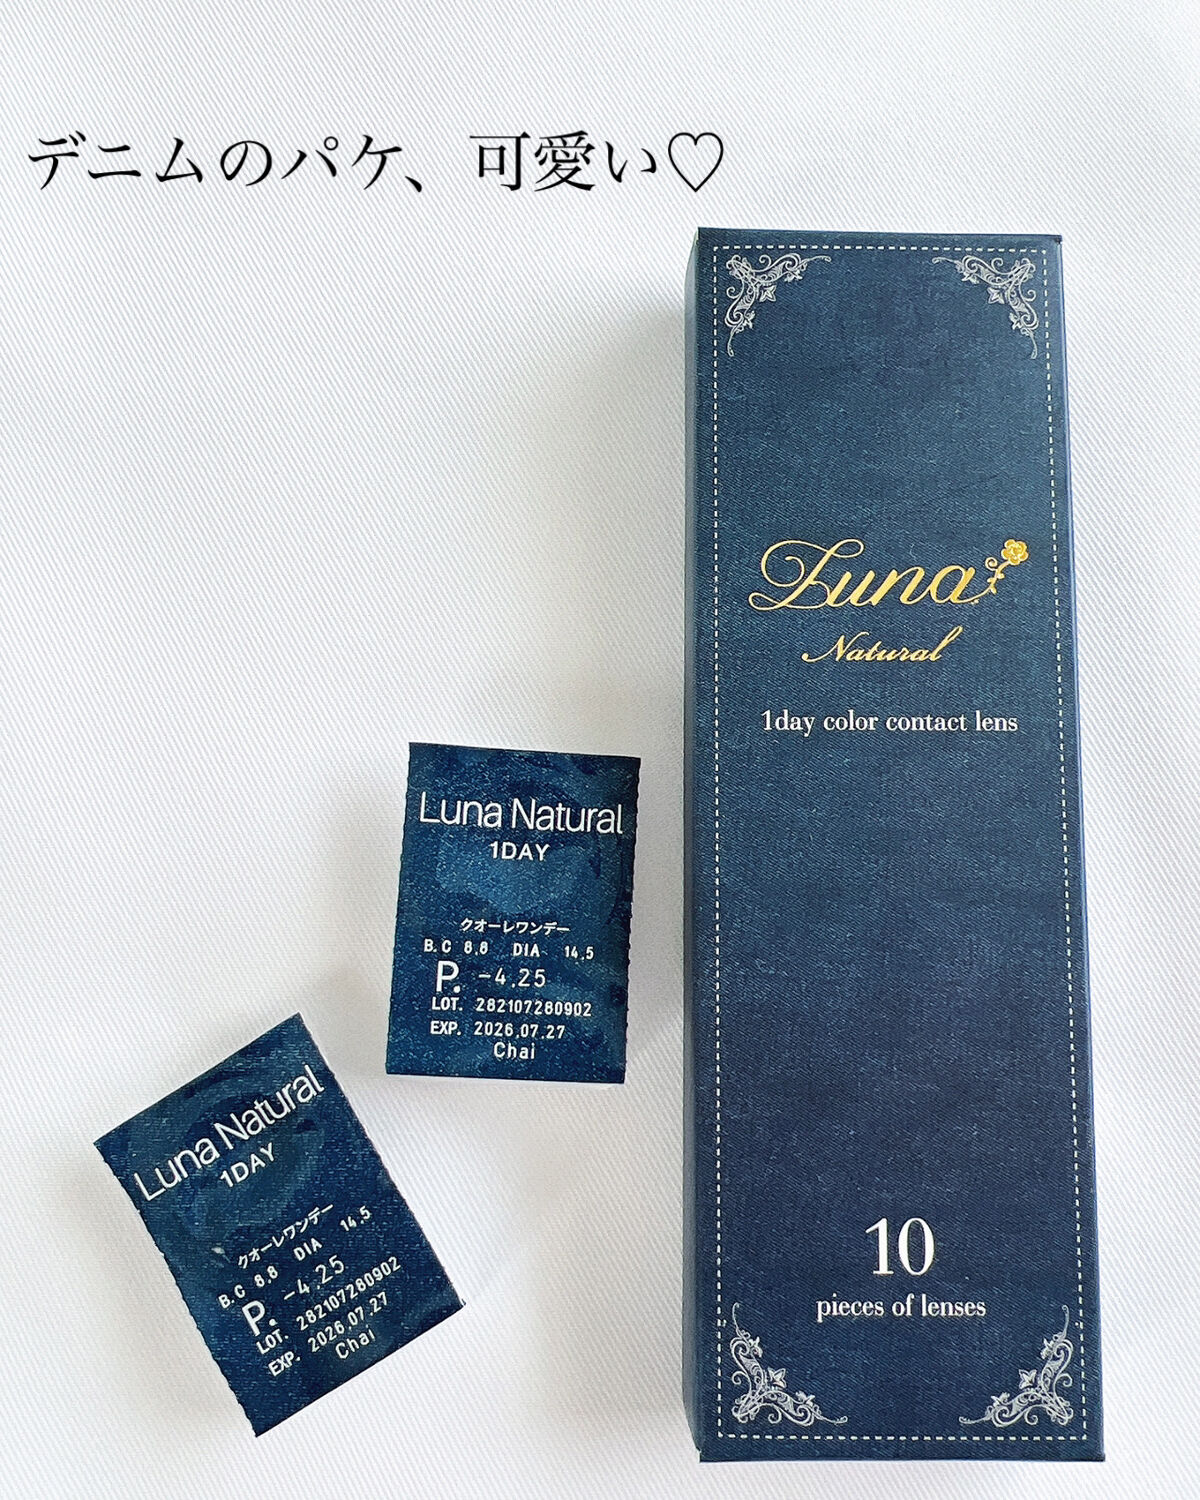 デニムのパケ、可愛い♡
Luna
Natural
1day color contact lens
10
pieces of lenses
Luna Natural
1DAY
クオーレワンデー
B.C 8.8 DIA 14.5
P. -4.25
LOT. 282107280902
EXP. 2026.07.27
Chai
Luna Natural
1DAY
クオーレワンデー
B.C 8.8 DIA 14.5
P. -4.25
LOT. 282107280902
EXP. 2026.07.27
Chai